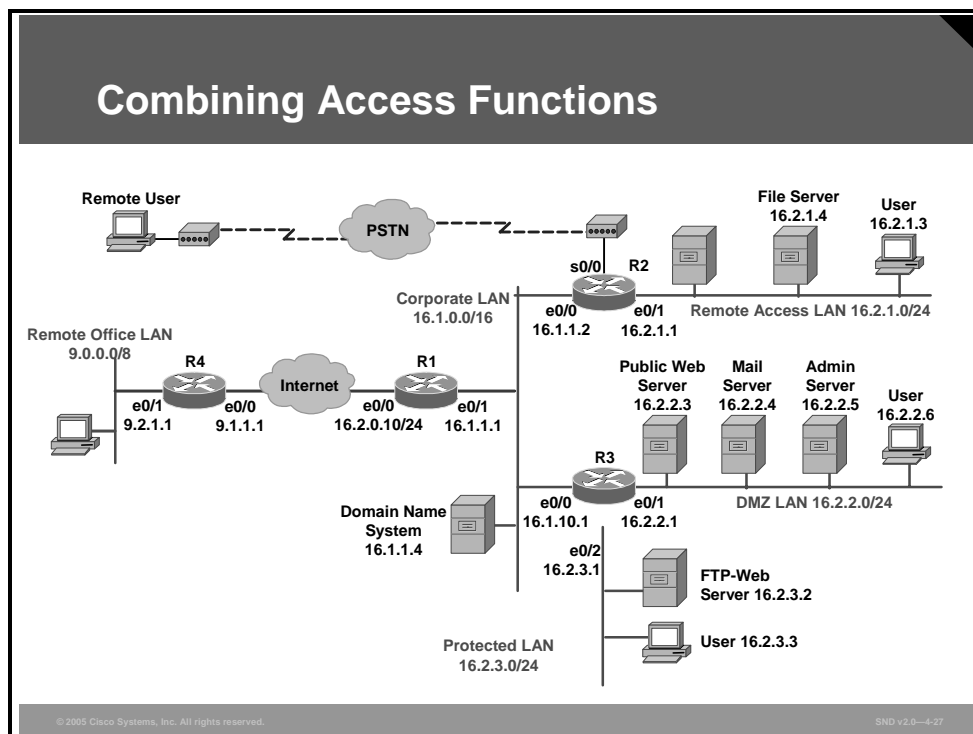 Combining Access Functions
Remote User
PSTN
File Server
16.2.1.4
User
16.2.1.3
s0/0
R2
Corporate LAN
16.1.0.0/16
e0/0
16.1.1.2
e0/1
16.2.1.1
Remote Access LAN 16.2.1.0/24
Remote Office LAN
9.0.0.0/8
R4
Internet
R1
e0/1
9.2.1.1
e0/0
9.1.1.1
e0/0
16.2.0.10/24
e0/1
16.1.1.1
Public Web
Server
16.2.2.3
Mail
Server
16.2.2.4
Admin
Server
16.2.2.5
User
16.2.2.6
R3
e0/0
16.1.10.1
e0/1
16.2.2.1
DMZ LAN 16.2.2.0/24
Domain Name
System
16.1.1.4
e0/2
16.2.3.1
FTP-Web
Server 16.2.3.2
Protected LAN
16.2.3.0/24
User 16.2.3.3
© 2005 Cisco Systems, Inc. All rights reserved.
SND v2.0—4-27